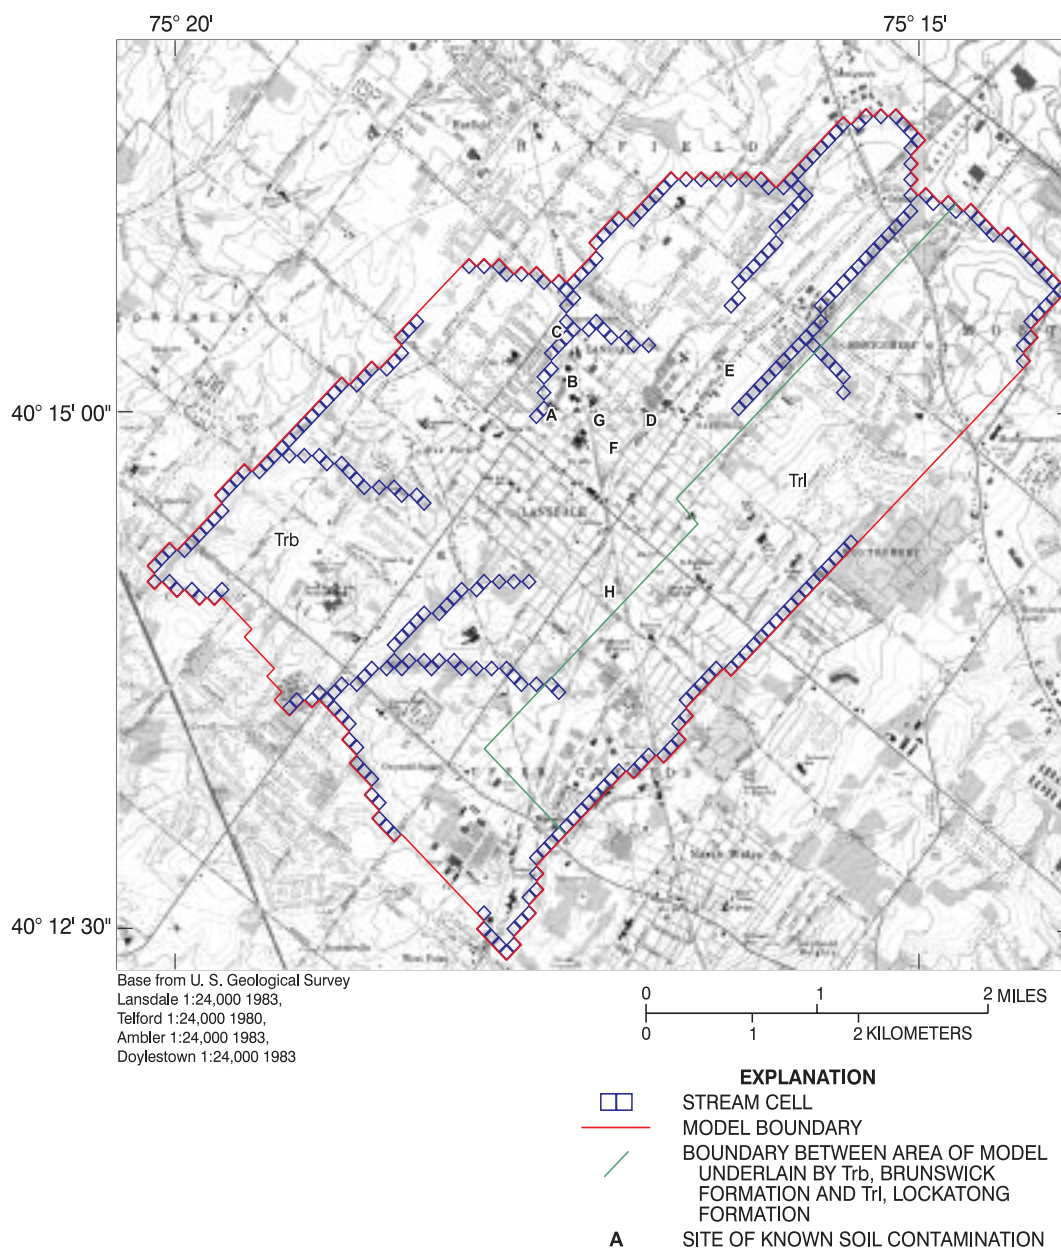 75° 20'
75° 15'
HATFIELD
C
B
E
A
G
D
F
40° 15' 00"
Trl
LANSDALE
Trb
H
40° 12' 30"
Base from U. S. Geological Survey
Lansdale 1:24,000 1983,
Telford 1:24,000 1980,
Ambler 1:24,000 1983,
Doylestown 1:24,000 1983
0 1 2 MILES
0 1 2 KILOMETERS
EXPLANATION
STREAM CELL
MODEL BOUNDARY
BOUNDARY BETWEEN AREA OF MODEL
UNDERLAIN BY Trb, BRUNSWICK
FORMATION AND Trl, LOCKATONG
FORMATION
A SITE OF KNOWN SOIL CONTAMINATION